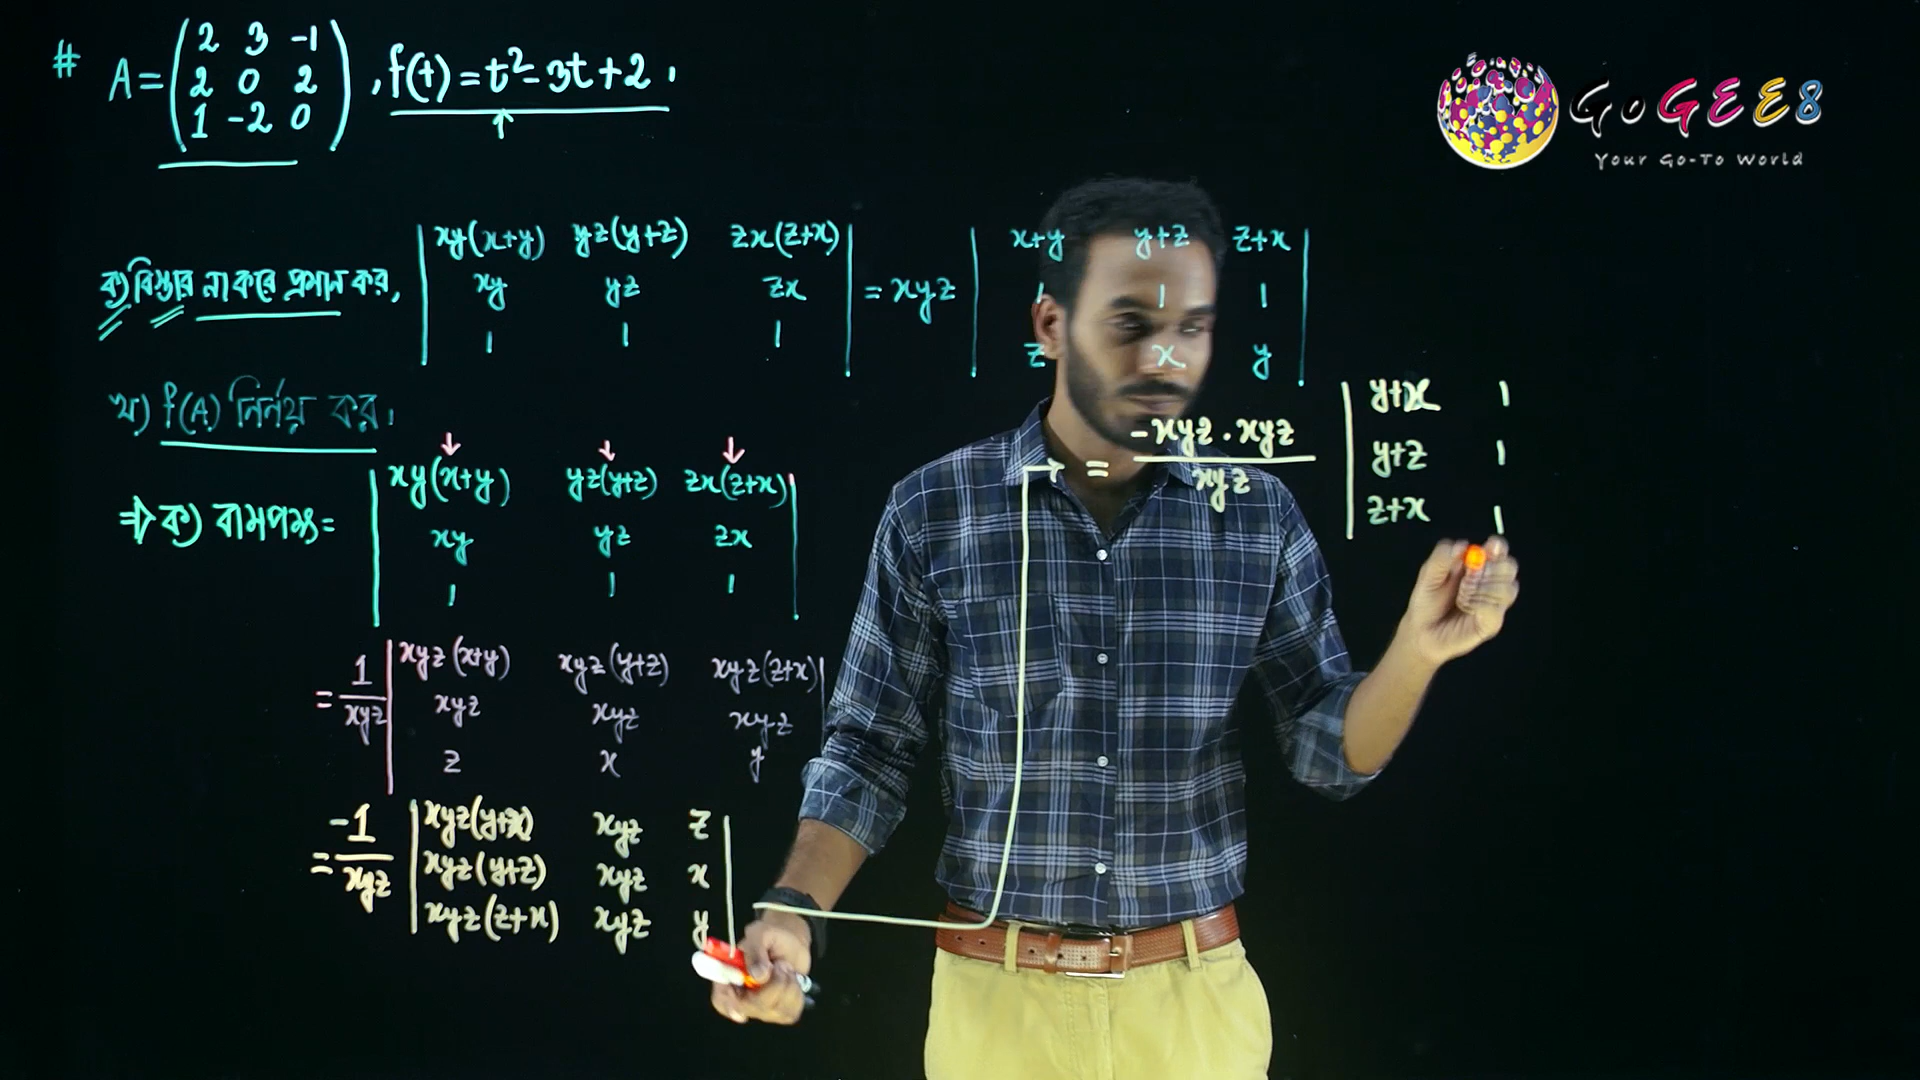 # A = (2 3 -1
2 0 2
1 -2 0), f(t) = t² - 3t + 2 ,
GoGEE8
Your Go-To World
ক) বিস্তার না করে প্রমান কর, | xy(x+y) yz(y+z) zx(z+x) | = xyz | x+y y+z z+x |
xy yz zx 1 1 1
1 1 1 z x y
খ) f(A) নির্নয় কর।
⇒ ক) বামপক্ষ = | xy(x+y) yz(y+z) zx(z+x) |
xy yz zx
1 1 1
= 1/xyz | xyz(x+y) xyz(y+z) xyz(z+x) |
xyz xyz xyz
z x y
= -1/xyz | xyz(y+x) xyz z |
xyz(y+z) xyz x
xyz(z+x) xyz y
→ = -xyz . xyz / xyz | y+x 1
y+z 1
z+x 1